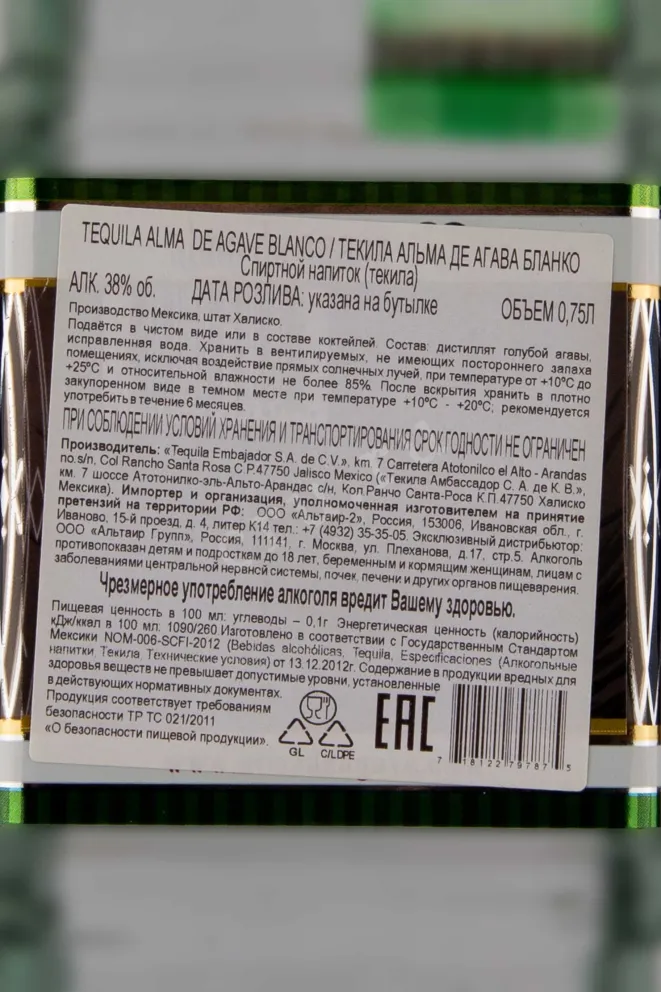 TEQUILA ALMA DE AGAVE BLANCO / ТЕКИЛА АЛЬМА ДЕ АГАВА БЛАНКО
Спиртной напиток (текила)
АЛК. 38% об. ДАТА РОЗЛИВА: указана на бутылке ОБЪЕМ 0,75Л
Производство Мексика, штат Халиско.
Подаётся в чистом виде или в составе коктейлей. Состав: дистиллят голубой агавы,
исправленная вода. Хранить в вентилируемых, не имеющих постороннего запаха
помещениях, исключая воздействие прямых солнечных лучей, при температуре от +10°С до
+25°С и относительной влажности не более 85%. После вскрытия хранить в плотно
закупоренном виде в темном месте при температуре +10°С - +20°С; рекомендуется
употребить в течение 6 месяцев.
ПРИ СОБЛЮДЕНИИ УСЛОВИЙ ХРАНЕНИЯ И ТРАНСПОРТИРОВАНИЯ СРОК ГОДНОСТИ НЕ ОГРАНИЧЕН
Производитель: «Tequila Embajador S.A. de C.V.», km. 7 Carretera Atotonilco el Alto - Arandas
no.s/n, Col Rancho Santa Rosa C.P.47750 Jalisco Mexico («Текила Амбассадор С. А. де К. В.»,
км. 7 шоссе Атотонилко-эль-Альто-Арандас с/н, Кол Ранчо Санта-Роса К.П.47750 Халиско
Мексика). Импортер и организация, уполномоченная изготовителем на принятие
претензий на территории РФ: ООО «Альтаир-2», Россия, 153006, Ивановская обл., г.
Иваново, 15-й проезд, д. 4, литер К14 тел.: +7 (4932) 35-35-05. Эксклюзивный дистрибьютор:
ООО «Альтаир Групп», Россия, 111141, г. Москва, ул. Плеханова, д.17, стр.5. Алкоголь
противопоказан детям и подросткам до 18 лет, беременным и кормящим женщинам, лицам с
заболеваниями центральной нервной системы, почек, печени и других органов пищеварения.
Чрезмерное употребление алкоголя вредит Вашему здоровью.
Пищевая ценность в 100 мл: углеводы – 0,1г Энергетическая ценность (калорийность)
кДж/ккал в 100 мл: 1090/260 Изготовлено в соответствии с Государственным Стандартом
Мексики NOM-006-SCFI-2012 (Bebidas alcohólicas, Tequila, Especificaciones (Алкогольные
напитки Текила, Технические условия) от 13.12.2012г. Содержание в продукции вредных для
здоровья веществ не превышает допустимые уровни, установленные
в действующих нормативных документах.
Продукция соответствует требованиям
безопасности ТР ТС 021/2011
«О безопасности пищевой продукции».
GL C/LDPE
EAC
7 18122 79787 5